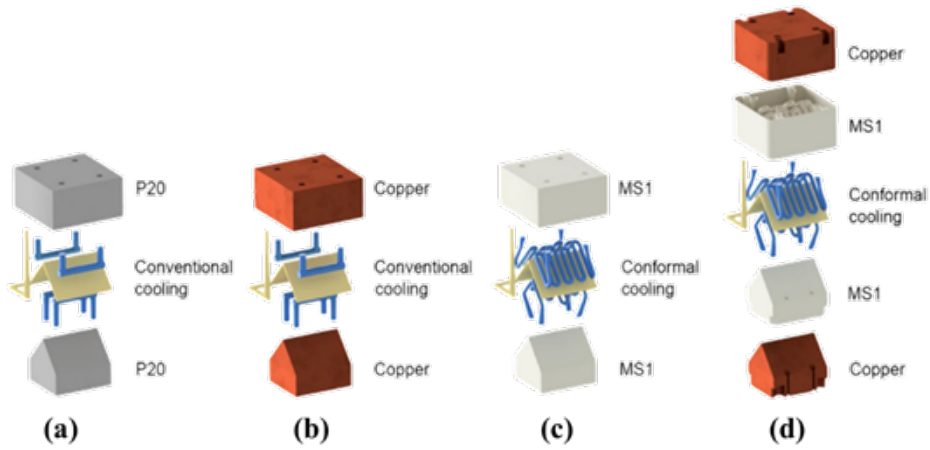 P20
Conventional
cooling
P20
(a)
Copper
Conventional
cooling
Copper
(b)
MS1
Conformal
cooling
MS1
(c)
Copper
MS1
Conformal
cooling
MS1
Copper
(d)